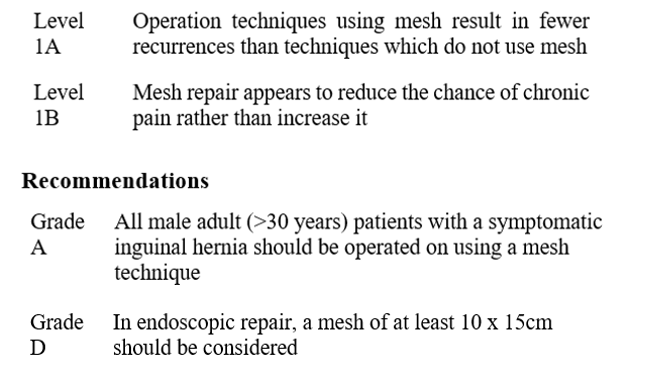 Level Operation techniques using mesh result in fewer
1A recurrences than techniques which do not use mesh
Level Mesh repair appears to reduce the chance of chronic
1B pain rather than increase it
Recommendations
Grade All male adult (>30 years) patients with a symptomatic
A inguinal hernia should be operated on using a mesh
technique
Grade In endoscopic repair, a mesh of at least 10 x 15cm
D should be considered